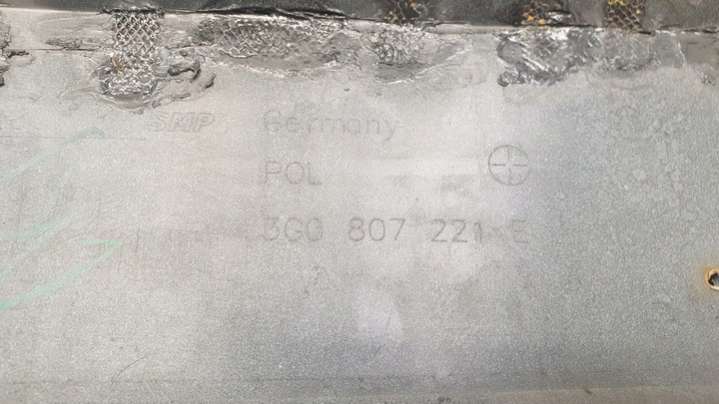 SMP Germany
POL
3G0 807 221 E